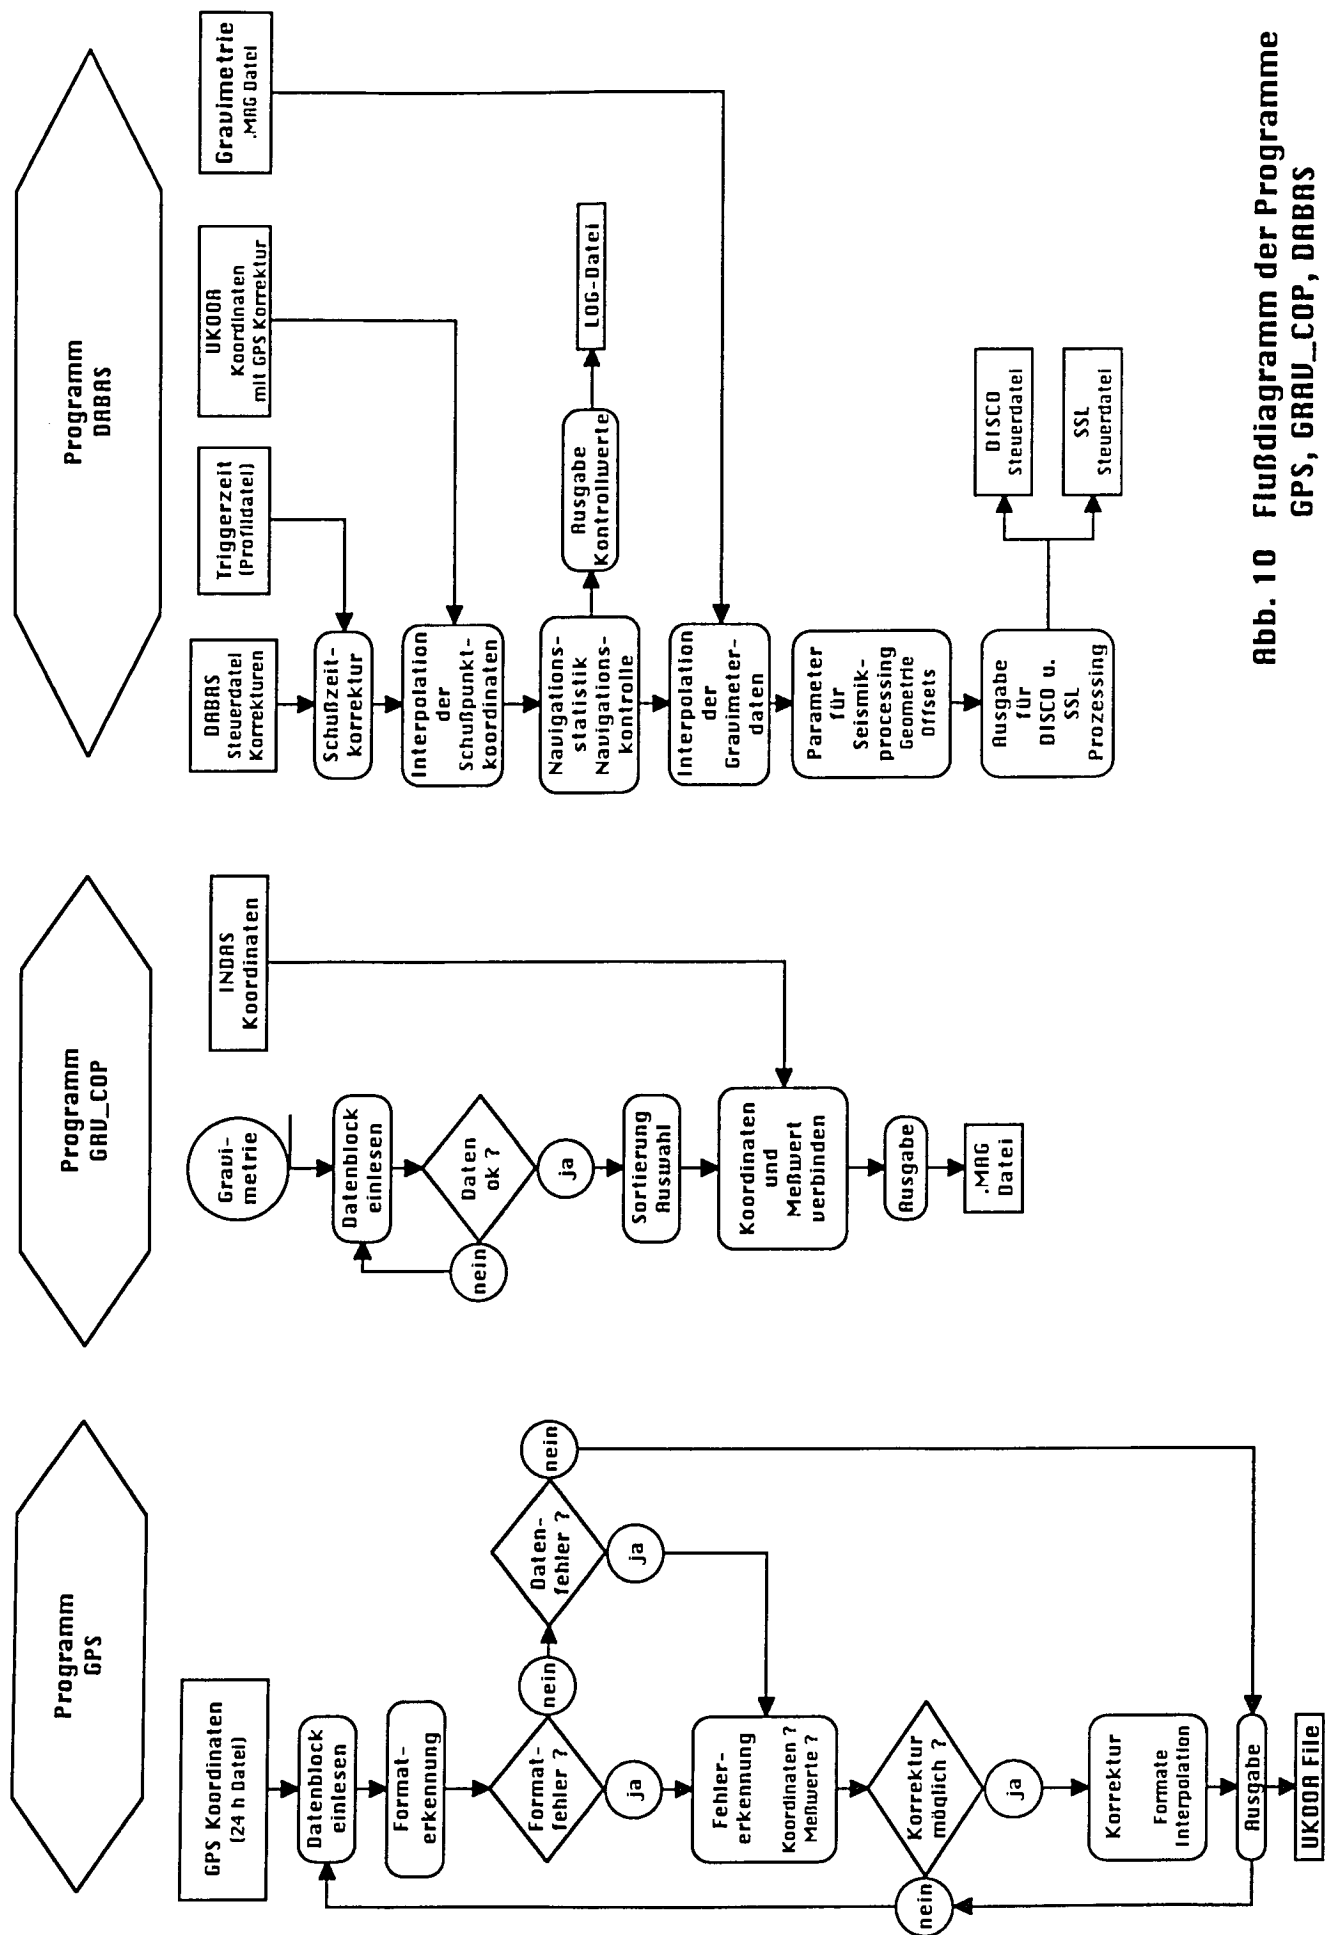 Programm
GPS
GPS Koordinaten
(24 h Datei)
Datenblock
einlesen
Format-
erkennung
Format-
fehler ?
nein
Daten-
fehler ?
nein
ja
ja
Fehler-
erkennung
Koordinaten ?
Meßwerte ?
Korrektur
möglich ?
nein
ja
Korrektur
Formate
Interpolation
Ausgabe
UKOOA File
Programm
GRV_COP
Gravi-
metrie
INDAS
Koordinaten
Datenblock
einlesen
Daten
ok ?
nein
ja
Sortierung
Auswahl
Koordinaten
und
Meßwert
verbinden
Ausgabe
.MAG
Datei
Programm
DABAS
DABAS
Steuerdatei
Korrekturen
Triggerzeit
(Profildatei)
UKOOA
Koordinaten
mit GPS Korrektur
Gravimetrie
.MAG Datei
Schußzeit-
korrektur
Interpolation
der
Schußpunkt-
koordinaten
Navigations-
statistik
Navigations-
kontrolle
Ausgabe
Kontrollwerte
LOG-Datei
Interpolation
der
Gravimeter-
daten
Parameter
für
Seismik-
processing
Geometrie
Offsets
Ausgabe
für
DISCO u.
SSL
Prozessing
DISCO
Steuerdatei
SSL
Steuerdatei
Abb. 10 Flußdiagramm der Programme
GPS, GRAV_COP, DABAS